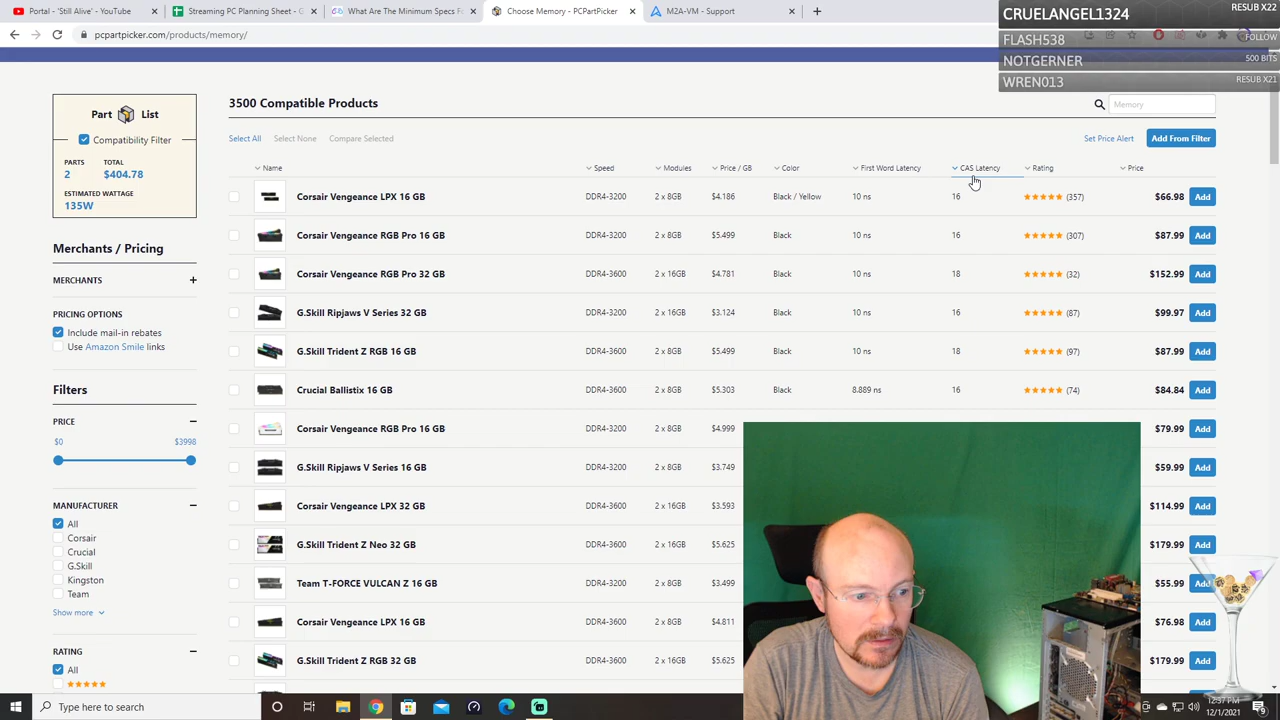 Portal - 'Still Alive' - YouTube
Streaming PC Planning Sheet - G
What Are The Minimum Specs F
Choose Memory - PCPartPicker
M2A-VM - Downloads
CRUELANGEL1324 RESUB X22
FLASH538 FOLLOW
NOTGERNER 500 BITS
WREN013 RESUB X21
pcpartpicker.com/products/memory/
Part List
Compatibility Filter
PARTS TOTAL
2 $404.78
ESTIMATED WATTAGE
135W
Merchants / Pricing
MERCHANTS +
PRICING OPTIONS
Include mail-in rebates
Use Amazon Smile links
Filters
PRICE
$0 $3998
MANUFACTURER
All
Corsair
Crucial
G.Skill
Kingston
Team
Show more
RATING
All
3500 Compatible Products
Memory
Select All Select None Compare Selected Set Price Alert Add From Filter
Name Speed Modules Price / GB Color First Word Latency CAS Latency Rating Price
Corsair Vengeance LPX 16 GB DDR4-3200 2 x 8GB $4.186 Black / Yellow 10 ns 16 (357) $66.98 Add
Corsair Vengeance RGB Pro 16 GB DDR4-3200 2 x 8GB $5.499 Black 10 ns 16 (307) $87.99 Add
Corsair Vengeance RGB Pro 32 GB DDR4-3600 2 x 16GB $4.781 Black 10 ns 18 (32) $152.99 Add
G.Skill Ripjaws V Series 32 GB DDR4-3200 2 x 16GB $3.124 Black 10 ns 16 (87) $99.97 Add
G.Skill Trident Z RGB 16 GB DDR4-3600 2 x 8GB $5.499 Black 10 ns 18 (97) $87.99 Add
Crucial Ballistix 16 GB DDR4-3600 2 x 8GB $5.303 Black 8.889 ns 16 (74) $84.84 Add
Corsair Vengeance RGB Pro 16 GB DDR4-3200 2 x 8GB $4.999 $79.99 Add
G.Skill Ripjaws V Series 16 GB DDR4-3200 2 x 8GB $3.749 $59.99 Add
Corsair Vengeance LPX 32 GB DDR4-3600 2 x 16GB $3.593 $114.99 Add
G.Skill Trident Z Neo 32 GB DDR4-3600 2 x 16GB $5.625 $179.99 Add
Team T-FORCE VULCAN Z 16 GB DDR4-3200 2 x 8GB $3.499 $55.99 Add
Corsair Vengeance LPX 16 GB DDR4-3600 2 x 8GB $4.811 $76.98 Add
G.Skill Trident Z RGB 32 GB DDR4-3600 2 x 16GB $5.625 $179.99 Add
Type here to search
12:37 PM
12/1/2021